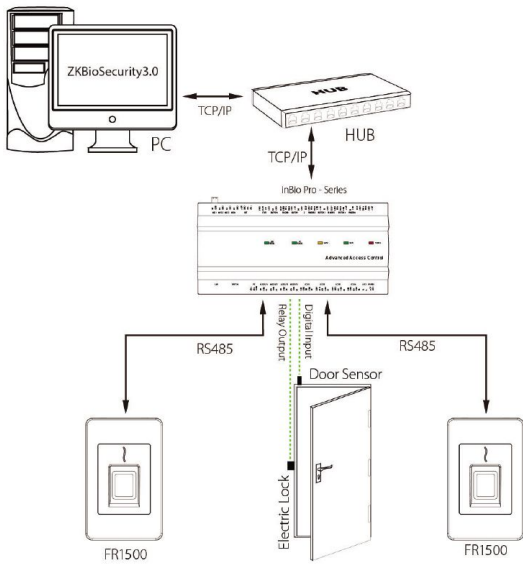 ZKBioSecurity3.0
PC
TCP/IP
HUB
HUB
TCP/IP
inBio Pro - Series
Advanced Access Control
RS485
Relay Output
Digital Input
RS485
Door Sensor
Electric Lock
FR1500
FR1500